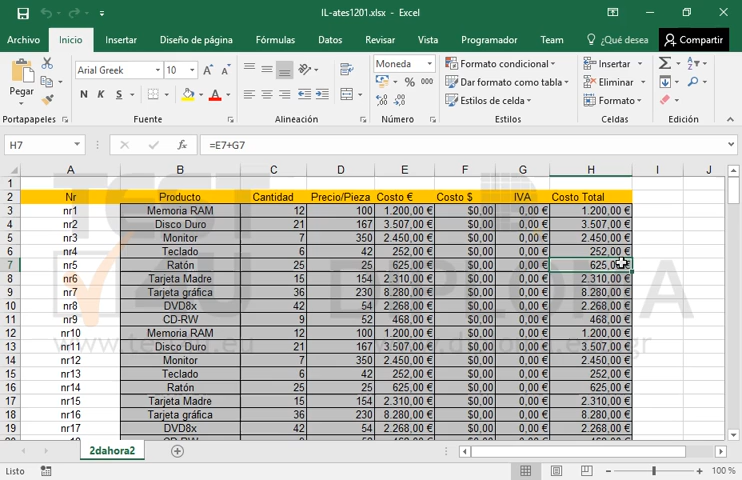 IL-ates1201.xlsx - Excel
Archivo Inicio Insertar Diseño de página Fórmulas Datos Revisar Vista Programador Team ¿Qué desea Compartir
Pegar
Arial Greek 10
N K S
Moneda
% 000
Formato condicional
Dar formato como tabla
Estilos de celda
Insertar
Eliminar
Formato
Portapapeles Fuente Alineación Número Estilos Celdas Modificar
H7 fx =E7+G7
A B C D E F G H I J
1
2 Nr Producto Cantidad Precio/Pieza Costo € Costo $ IVA Costo Total
3 nr1 Memoria RAM 12 100 1.200,00 € $0,00 0,00 € 1.200,00 €
4 nr2 Disco Duro 21 167 3.507,00 € $0,00 0,00 € 3.507,00 €
5 nr3 Monitor 7 350 2.450,00 € $0,00 0,00 € 2.450,00 €
6 nr4 Teclado 6 42 252,00 € $0,00 0,00 € 252,00 €
7 nr5 Ratón 25 25 625,00 € $0,00 0,00 € 625,00 €
8 nr6 Tarjeta Madre 15 154 2.310,00 € $0,00 0,00 € 2.310,00 €
9 nr7 Tarjeta gráfica 36 230 8.280,00 € $0,00 0,00 € 8.280,00 €
10 nr8 DVD8x 42 54 2.268,00 € $0,00 0,00 € 2.268,00 €
11 nr9 CD-RW 9 52 468,00 € $0,00 0,00 € 468,00 €
12 nr10 Memoria RAM 12 100 1.200,00 € $0,00 0,00 € 1.200,00 €
13 nr11 Disco Duro 21 167 3.507,00 € $0,00 0,00 € 3.507,00 €
14 nr12 Monitor 7 350 2.450,00 € $0,00 0,00 € 2.450,00 €
15 nr13 Teclado 6 42 252,00 € $0,00 0,00 € 252,00 €
16 nr14 Ratón 25 25 625,00 € $0,00 0,00 € 625,00 €
17 nr15 Tarjeta Madre 15 154 2.310,00 € $0,00 0,00 € 2.310,00 €
18 nr16 Tarjeta gráfica 36 230 8.280,00 € $0,00 0,00 € 8.280,00 €
19 nr17 DVD8x 42 54 2.268,00 € $0,00 0,00 € 2.268,00 €
2dahora2
Listo 100 %